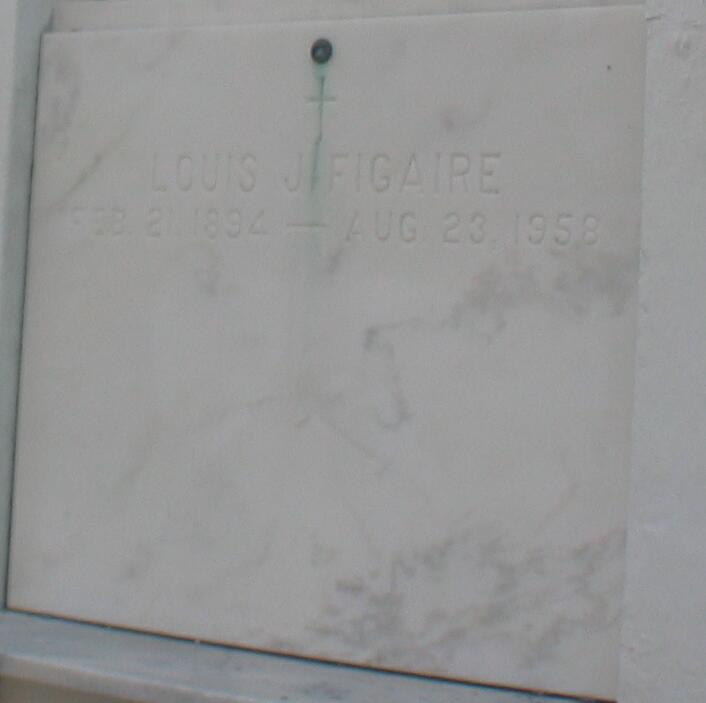 LOUIS J. FIGAIRE
FEB. 21. 1894 — AUG. 23. 1958